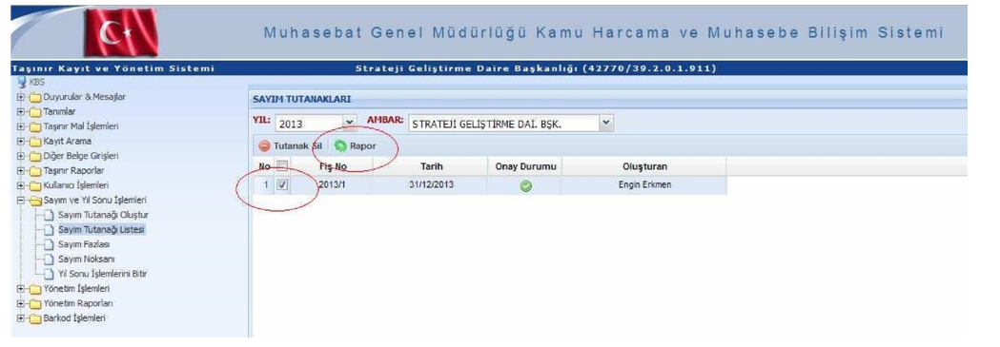 Muhasebat Genel Müdürlüğü Kamu Harcama ve Muhasebe Bilişim Sistemi
Taşınır Kayıt ve Yönetim Sistemi
Strateji Geliştirme Daire Başkanlığı (42770/39.2.0.1.911)
KBS
Duyurular & Mesajlar
Tanımlar
Taşınır Mal İşlemleri
Kayıt Arama
Diğer Belge Girişleri
Taşınır Raporlar
Kullanıcı İşlemleri
Sayım ve Yıl Sonu İşlemleri
Sayım Tutanağı Oluştur
Sayim Tutanağı Listesi
Sayım Fazlası
Sayım Noksanı
Yıl Sonu İşlemlerini Bitir
Yönetim İşlemleri
Yönetim Raporları
Barkod İşlemleri
SAYIM TUTANAKLARI
YIL: 2013 AMBAR: STRATEJİ GELİŞTİRME DAİ. BŞK.
Tutanak Sil Rapor
No Fiş No Tarih Onay Durumu Oluşturan
1 2013/1 31/12/2013 Engin Erkmen